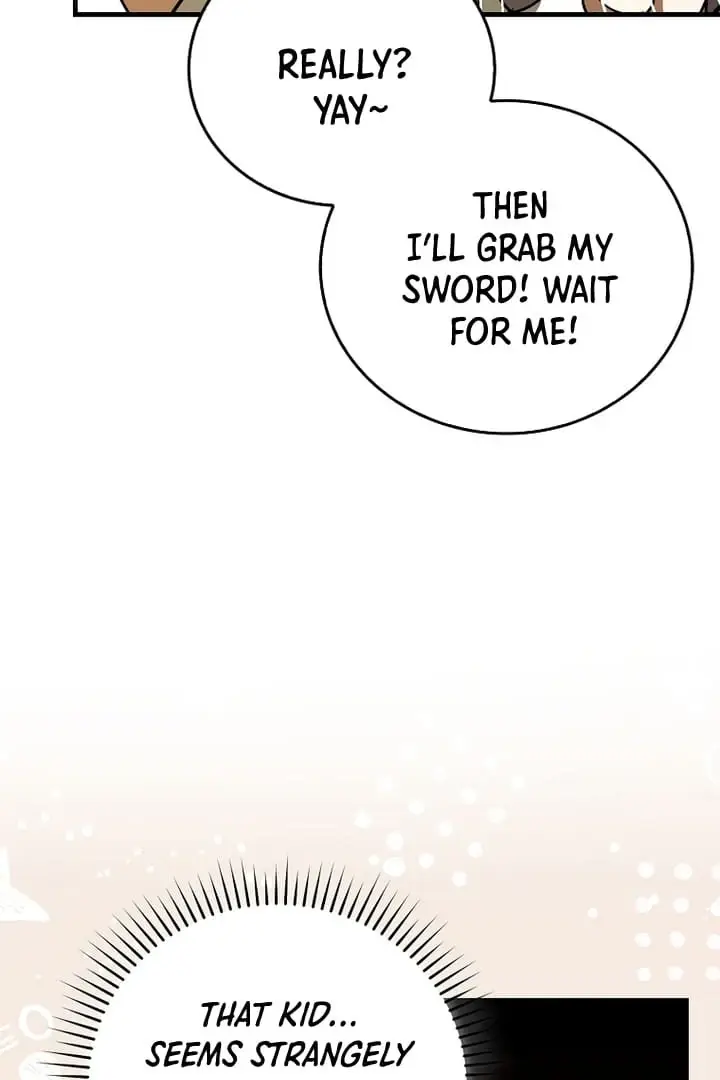 REALLY?
YAY~
THEN
I'LL GRAB MY
SWORD! WAIT
FOR ME!
THAT KID...
SEEMS STRANGELY